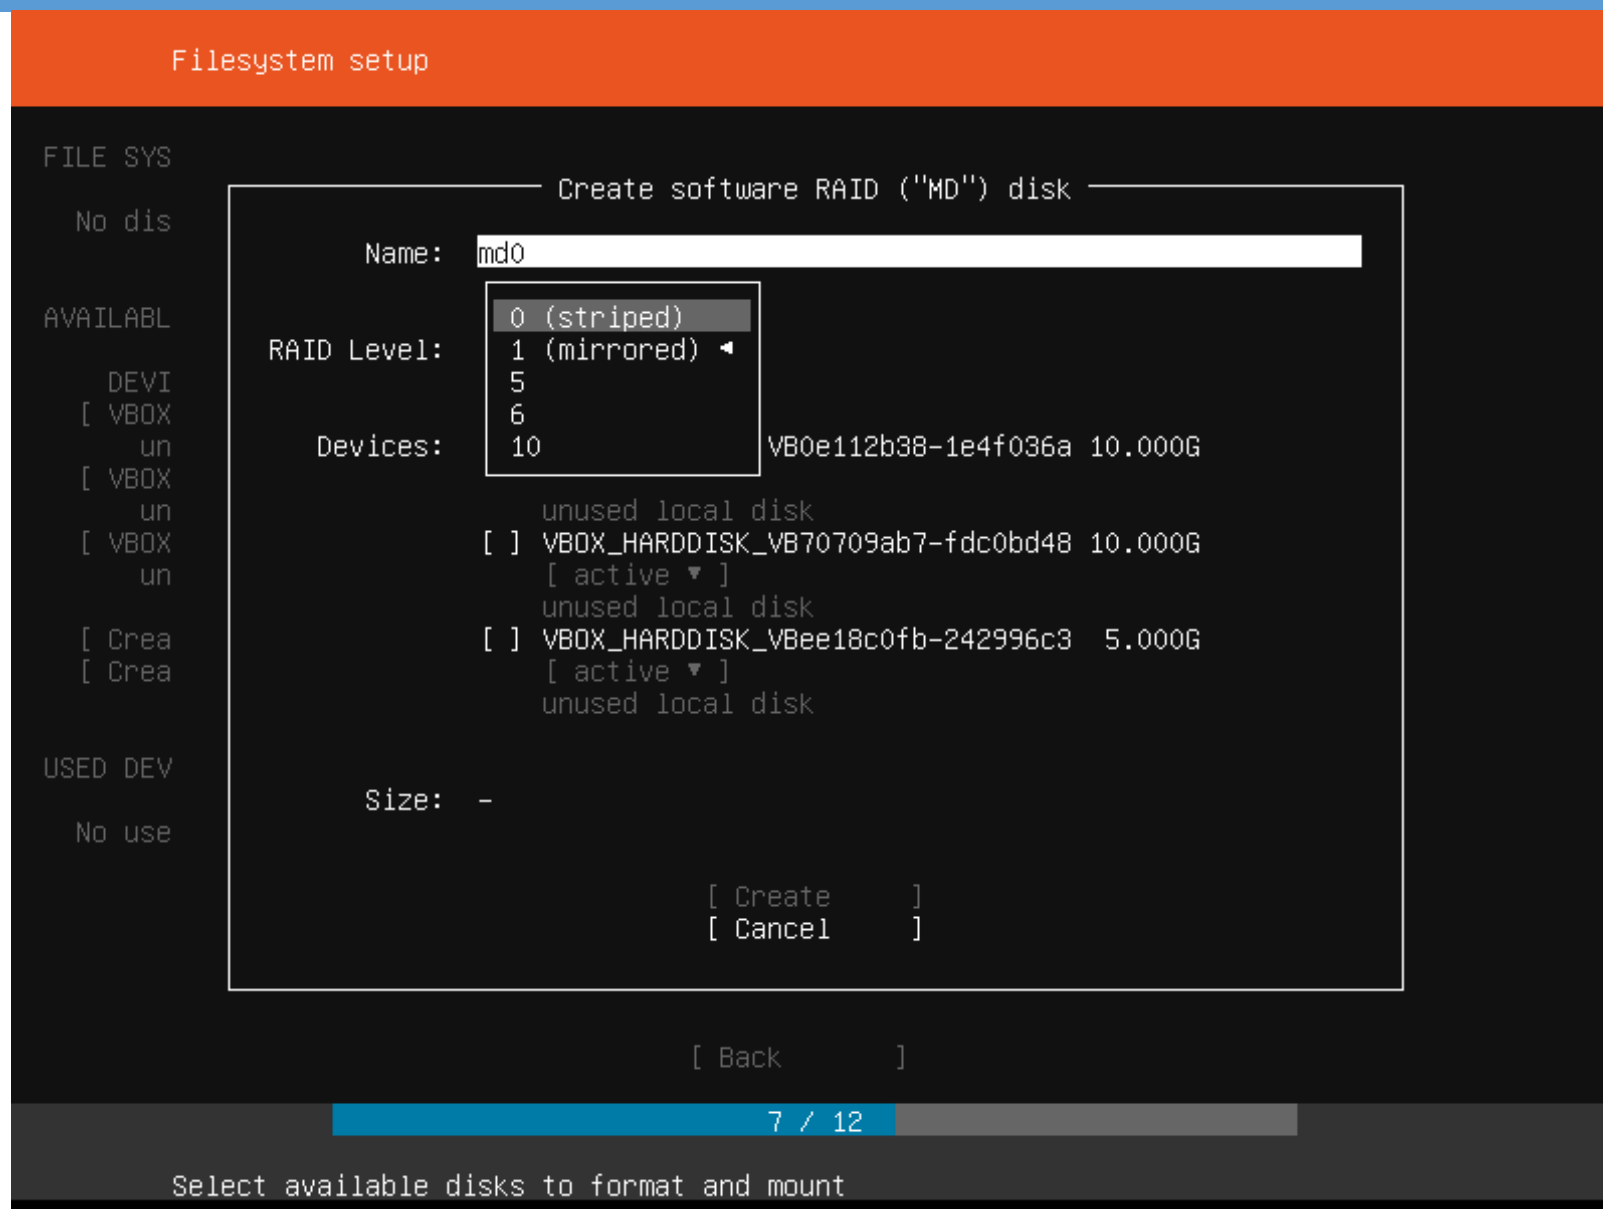 Filesystem setup
FILE SYS
Create software RAID ("MD") disk
No dis
Name: md0
AVAILABL
0 (striped)
RAID Level: 1 (mirrored) ◄
DEVI
5
[ VBOX
6
un
Devices: 10 VB0e112b38-1e4f036a 10.000G
[ VBOX
un
unused local disk
[ VBOX
[ ] VBOX_HARDDISK_VB70709ab7-fdc0bd48 10.000G
un
[ active ▼ ]
unused local disk
[ Crea
[ ] VBOX_HARDDISK_VBee18c0fb-242996c3 5.000G
[ Crea
[ active ▼ ]
unused local disk
USED DEV
Size: -
No use
[ Create ]
[ Cancel ]
[ Back ]
7 / 12
Select available disks to format and mount